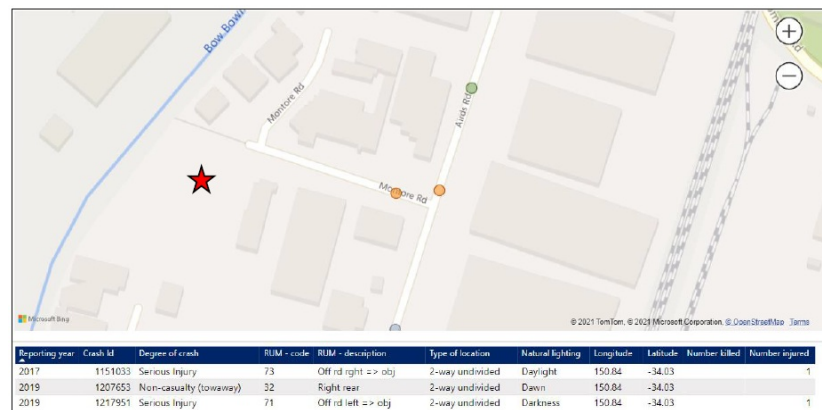 Bow Bowin
Montore Rd
Airds Rd
Montore Rd
Rd
Microsoft Bing
© 2021 TomTom, © 2021 Microsoft Corporation, © OpenStreetMap Terms
Reporting year Crash Id Degree of crash RUM - code RUM - description Type of location Natural lighting Longitude Latitude Number killed Number injured
2017 1151033 Serious Injury 73 Off rd rght => obj 2-way undivided Daylight 150.84 -34.03 1
2019 1207653 Non-casualty (towaway) 32 Right rear 2-way undivided Dawn 150.84 -34.03
2019 1217951 Serious Injury 71 Off rd left => obj 2-way undivided Darkness 150.84 -34.03 1